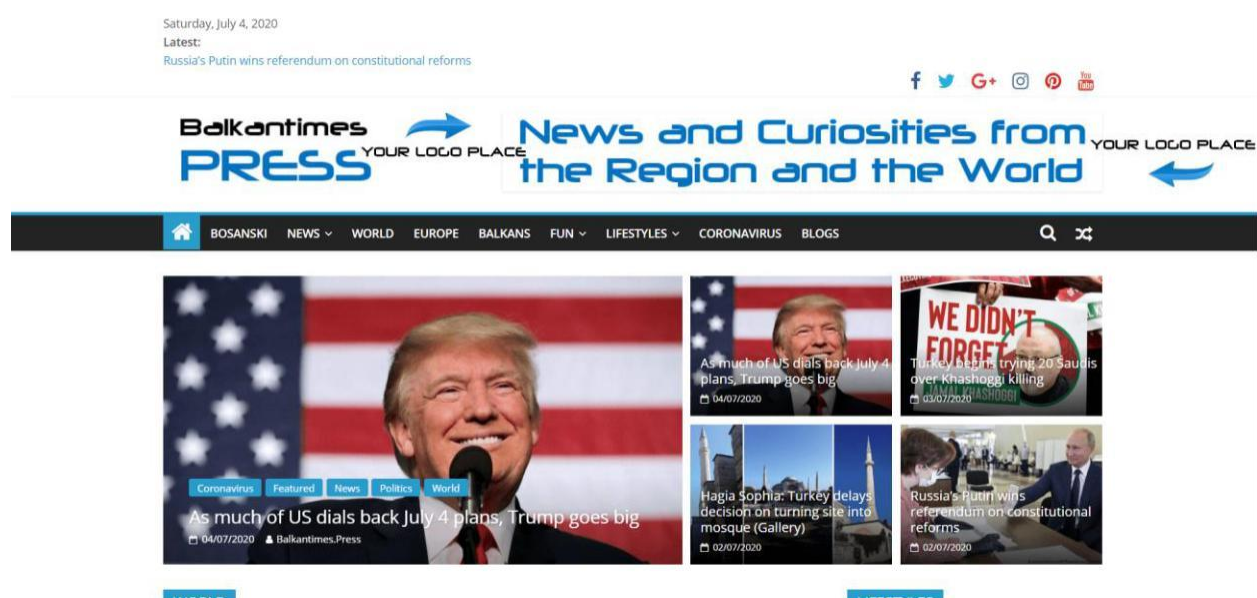 Saturday, July 4, 2020
Latest:
Russia's Putin wins referendum on constitutional reforms
You
Tube
Balkantimes
PRESS
YOUR LOGO PLACE
News and Curiosities from
the Region and the World
YOUR LOGO PLACE
BOSANSKI NEWS WORLD EUROPE BALKANS FUN LIFESTYLES CORONAVIRUS BLOGS
Coronavirus Featured News Politics World
As much of US dials back July 4 plans, Trump goes big
04/07/2020 Balkantimes.Press
As much of US dials back July 4
plans, Trump goes big
04/07/2020
WE DIDN'T
FORGET
JAMAL KHASHOGGI
Turkey begins trying 20 Saudis
over Khashoggi killing
03/07/2020
Hagia Sophia: Turkey delays
decision on turning site into
mosque (Gallery)
02/07/2020
Russia's Putin wins
referendum on constitutional
reforms
02/07/2020